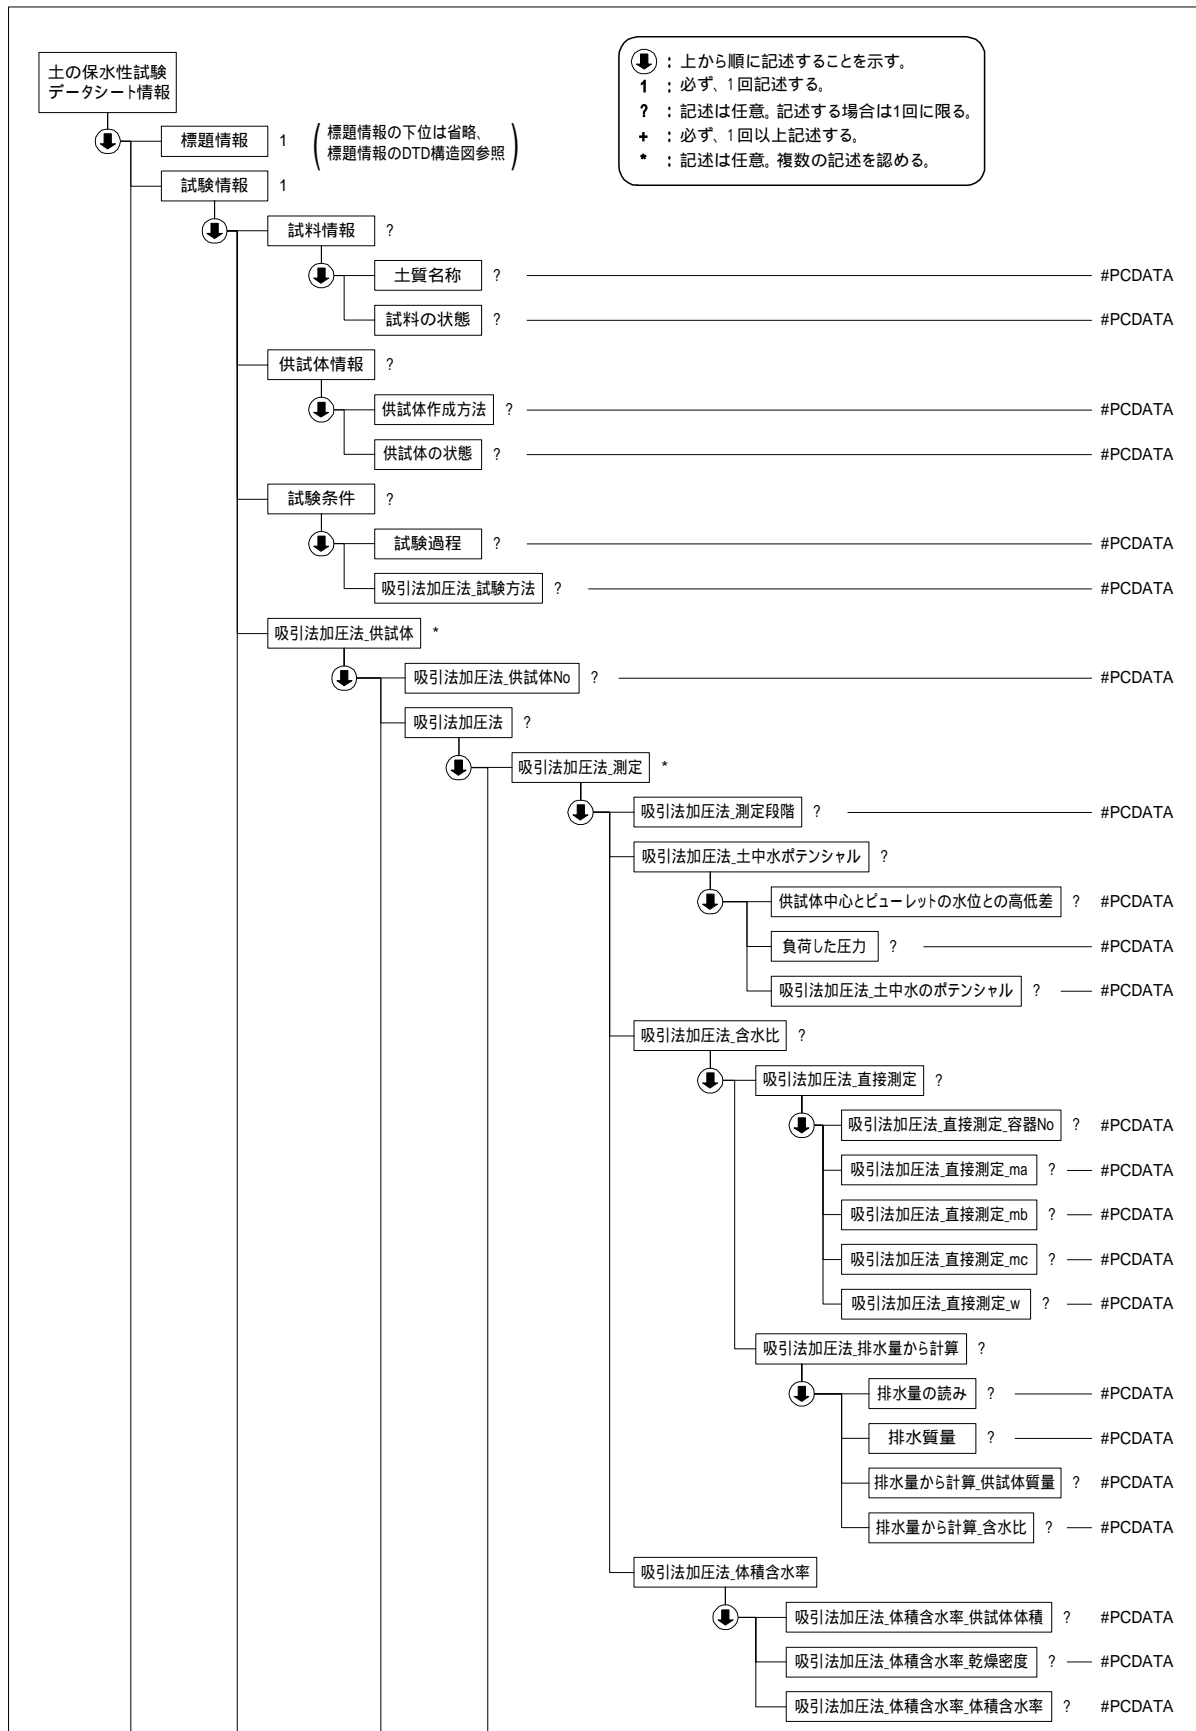 土の保水性試験
データシート情報
: 上から順に記述することを示す。
1 : 必ず、1回記述する。
? : 記述は任意。記述する場合は1回に限る。
+ : 必ず、1回以上記述する。
* : 記述は任意。複数の記述を認める。
標題情報 1
標題情報の下位は省略、
標題情報のDTD構造図参照
試験情報 1
試料情報 ?
土質名称 ? #PCDATA
試料の状態 ? #PCDATA
供試体情報 ?
供試体作成方法 ? #PCDATA
供試体の状態 ? #PCDATA
試験条件 ?
試験過程 ? #PCDATA
吸引法加圧法_試験方法 ? #PCDATA
吸引法加圧法_供試体 *
吸引法加圧法_供試体No ? #PCDATA
吸引法加圧法 ?
吸引法加圧法_測定 *
吸引法加圧法_測定段階 ? #PCDATA
吸引法加圧法_土中水ポテンシャル ?
供試体中心とビューレットの水位との高低差 ? #PCDATA
負荷した圧力 ? #PCDATA
吸引法加圧法_土中水のポテンシャル ? #PCDATA
吸引法加圧法_含水比 ?
吸引法加圧法_直接測定 ?
吸引法加圧法_直接測定_容器No ? #PCDATA
吸引法加圧法_直接測定_ma ? #PCDATA
吸引法加圧法_直接測定_mb ? #PCDATA
吸引法加圧法_直接測定_mc ? #PCDATA
吸引法加圧法_直接測定_w ? #PCDATA
吸引法加圧法_排水量から計算 ?
排水量の読み ? #PCDATA
排水質量 ? #PCDATA
排水量から計算_供試体質量 ? #PCDATA
排水量から計算_含水比 ? #PCDATA
吸引法加圧法_体積含水率
吸引法加圧法_体積含水率_供試体体積 ? #PCDATA
吸引法加圧法_体積含水率_乾燥密度 ? #PCDATA
吸引法加圧法_体積含水率_体積含水率 ? #PCDATA